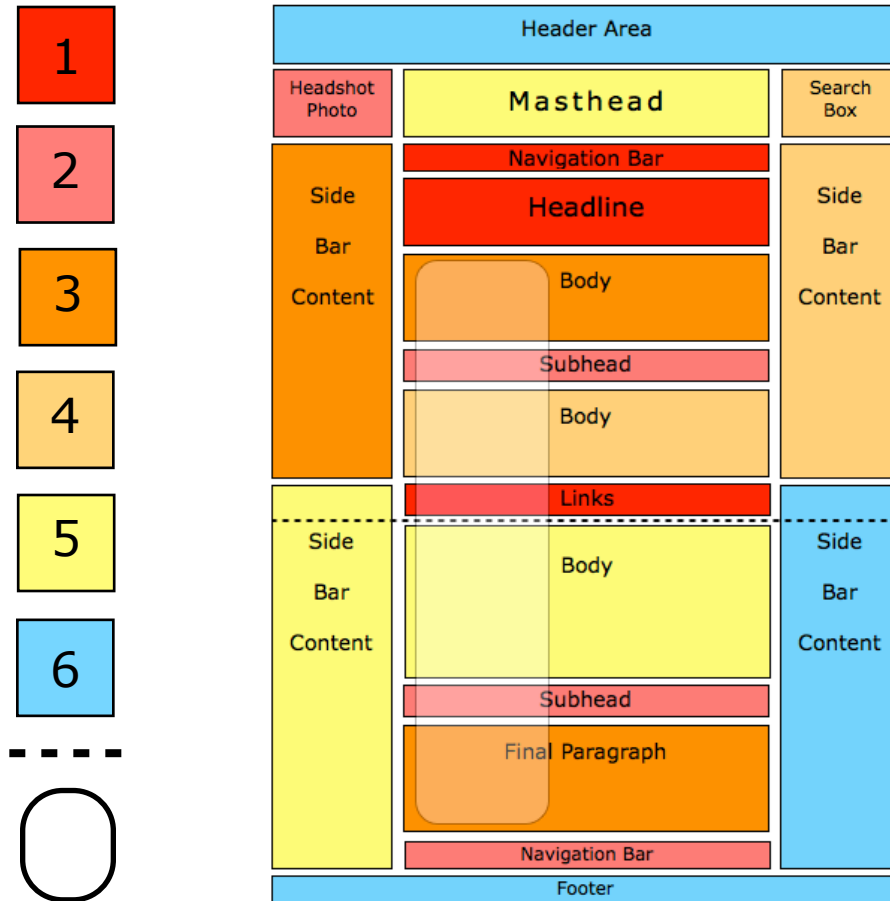 1
2
3
4
5
6
Header Area
Headshot
Photo
Masthead
Search
Box
Navigation Bar
Headline
Side
Bar
Content
Body
Subhead
Body
Links
Side
Bar
Content
Side
Bar
Content
Body
Subhead
Final Paragraph
Navigation Bar
Side
Bar
Content
Footer